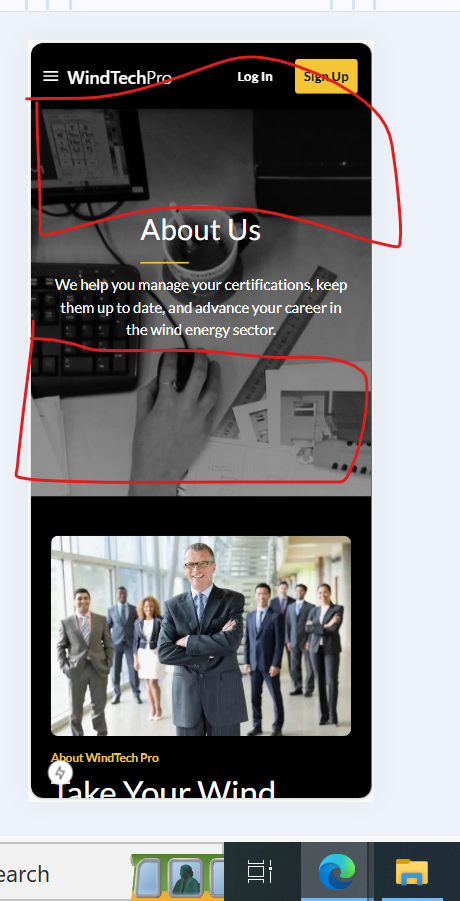 WindTechPro
Log In
Sign Up
About Us
We help you manage your certifications, keep
them up to date, and advance your career in
the wind energy sector.
About WindTech Pro
Take Your Wind
earch